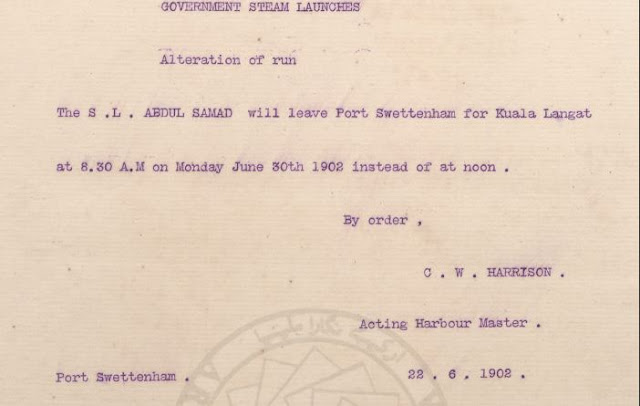 GOVERNMENT STEAM LAUNCHES
Alteration of run
The S .L . ABDUL SAMAD will leave Port Swettenham for Kuala Langat
at 8.30 A.M on Monday June 30th 1902 instead of at noon .
By order ,
C . W . HARRISON .
Acting Harbour Master .
Port Swettenham . 22 . 6 . 1902 .